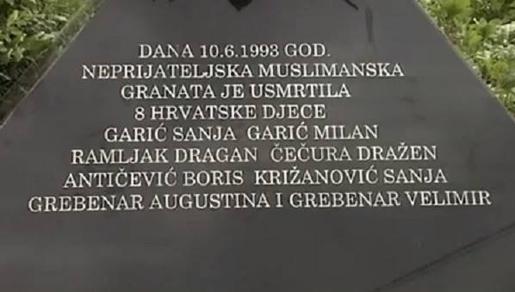 DANA 10.6.1993 GOD.
NEPRIJATELJSKA MUSLIMANSKA
GRANATA JE USMRTILA
8 HRVATSKE DJECE
GARIĆ SANJA GARIĆ MILAN
RAMLJAK DRAGAN ČEČURA DRAŽEN
ANTIČEVIĆ BORIS KRIŽANOVIĆ SANJA
GREBENAR AUGUSTINA I GREBENAR VELIMIR